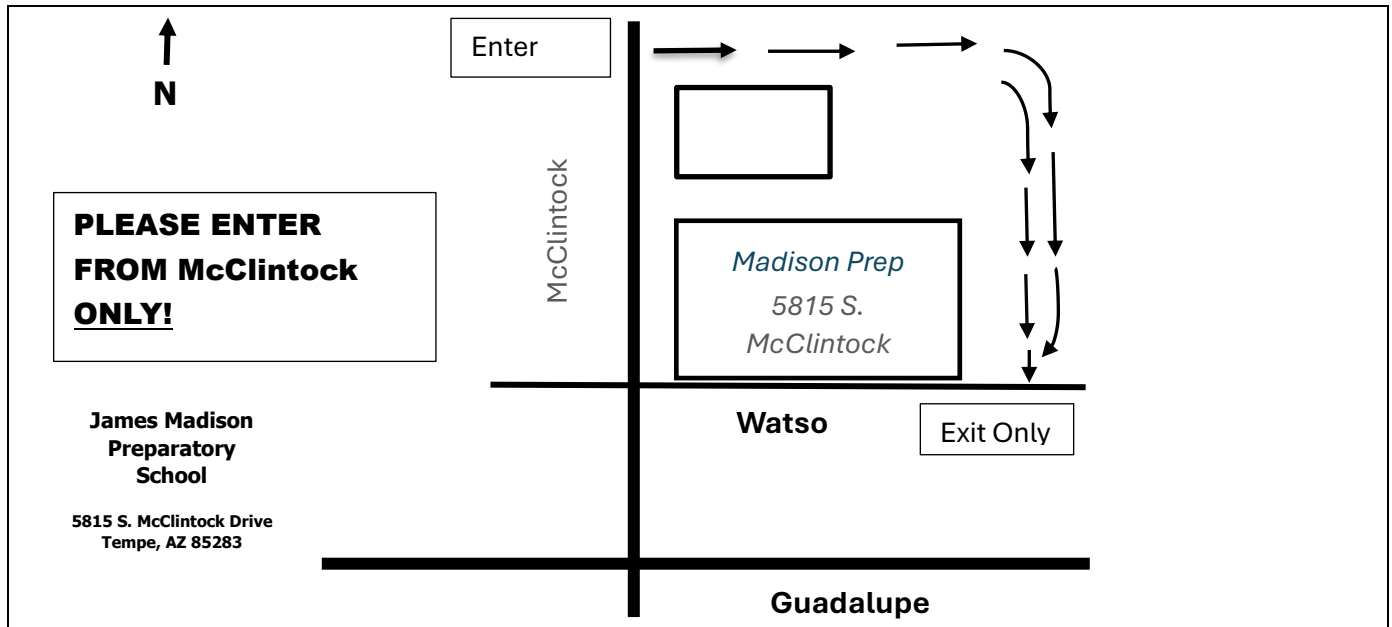 Enter
N
McClintock
PLEASE ENTER
FROM McClintock
ONLY!
Madison Prep
5815 S.
McClintock
James Madison
Preparatory
School
5815 S. McClintock Drive
Tempe, AZ 85283
Watso
Exit Only
Guadalupe